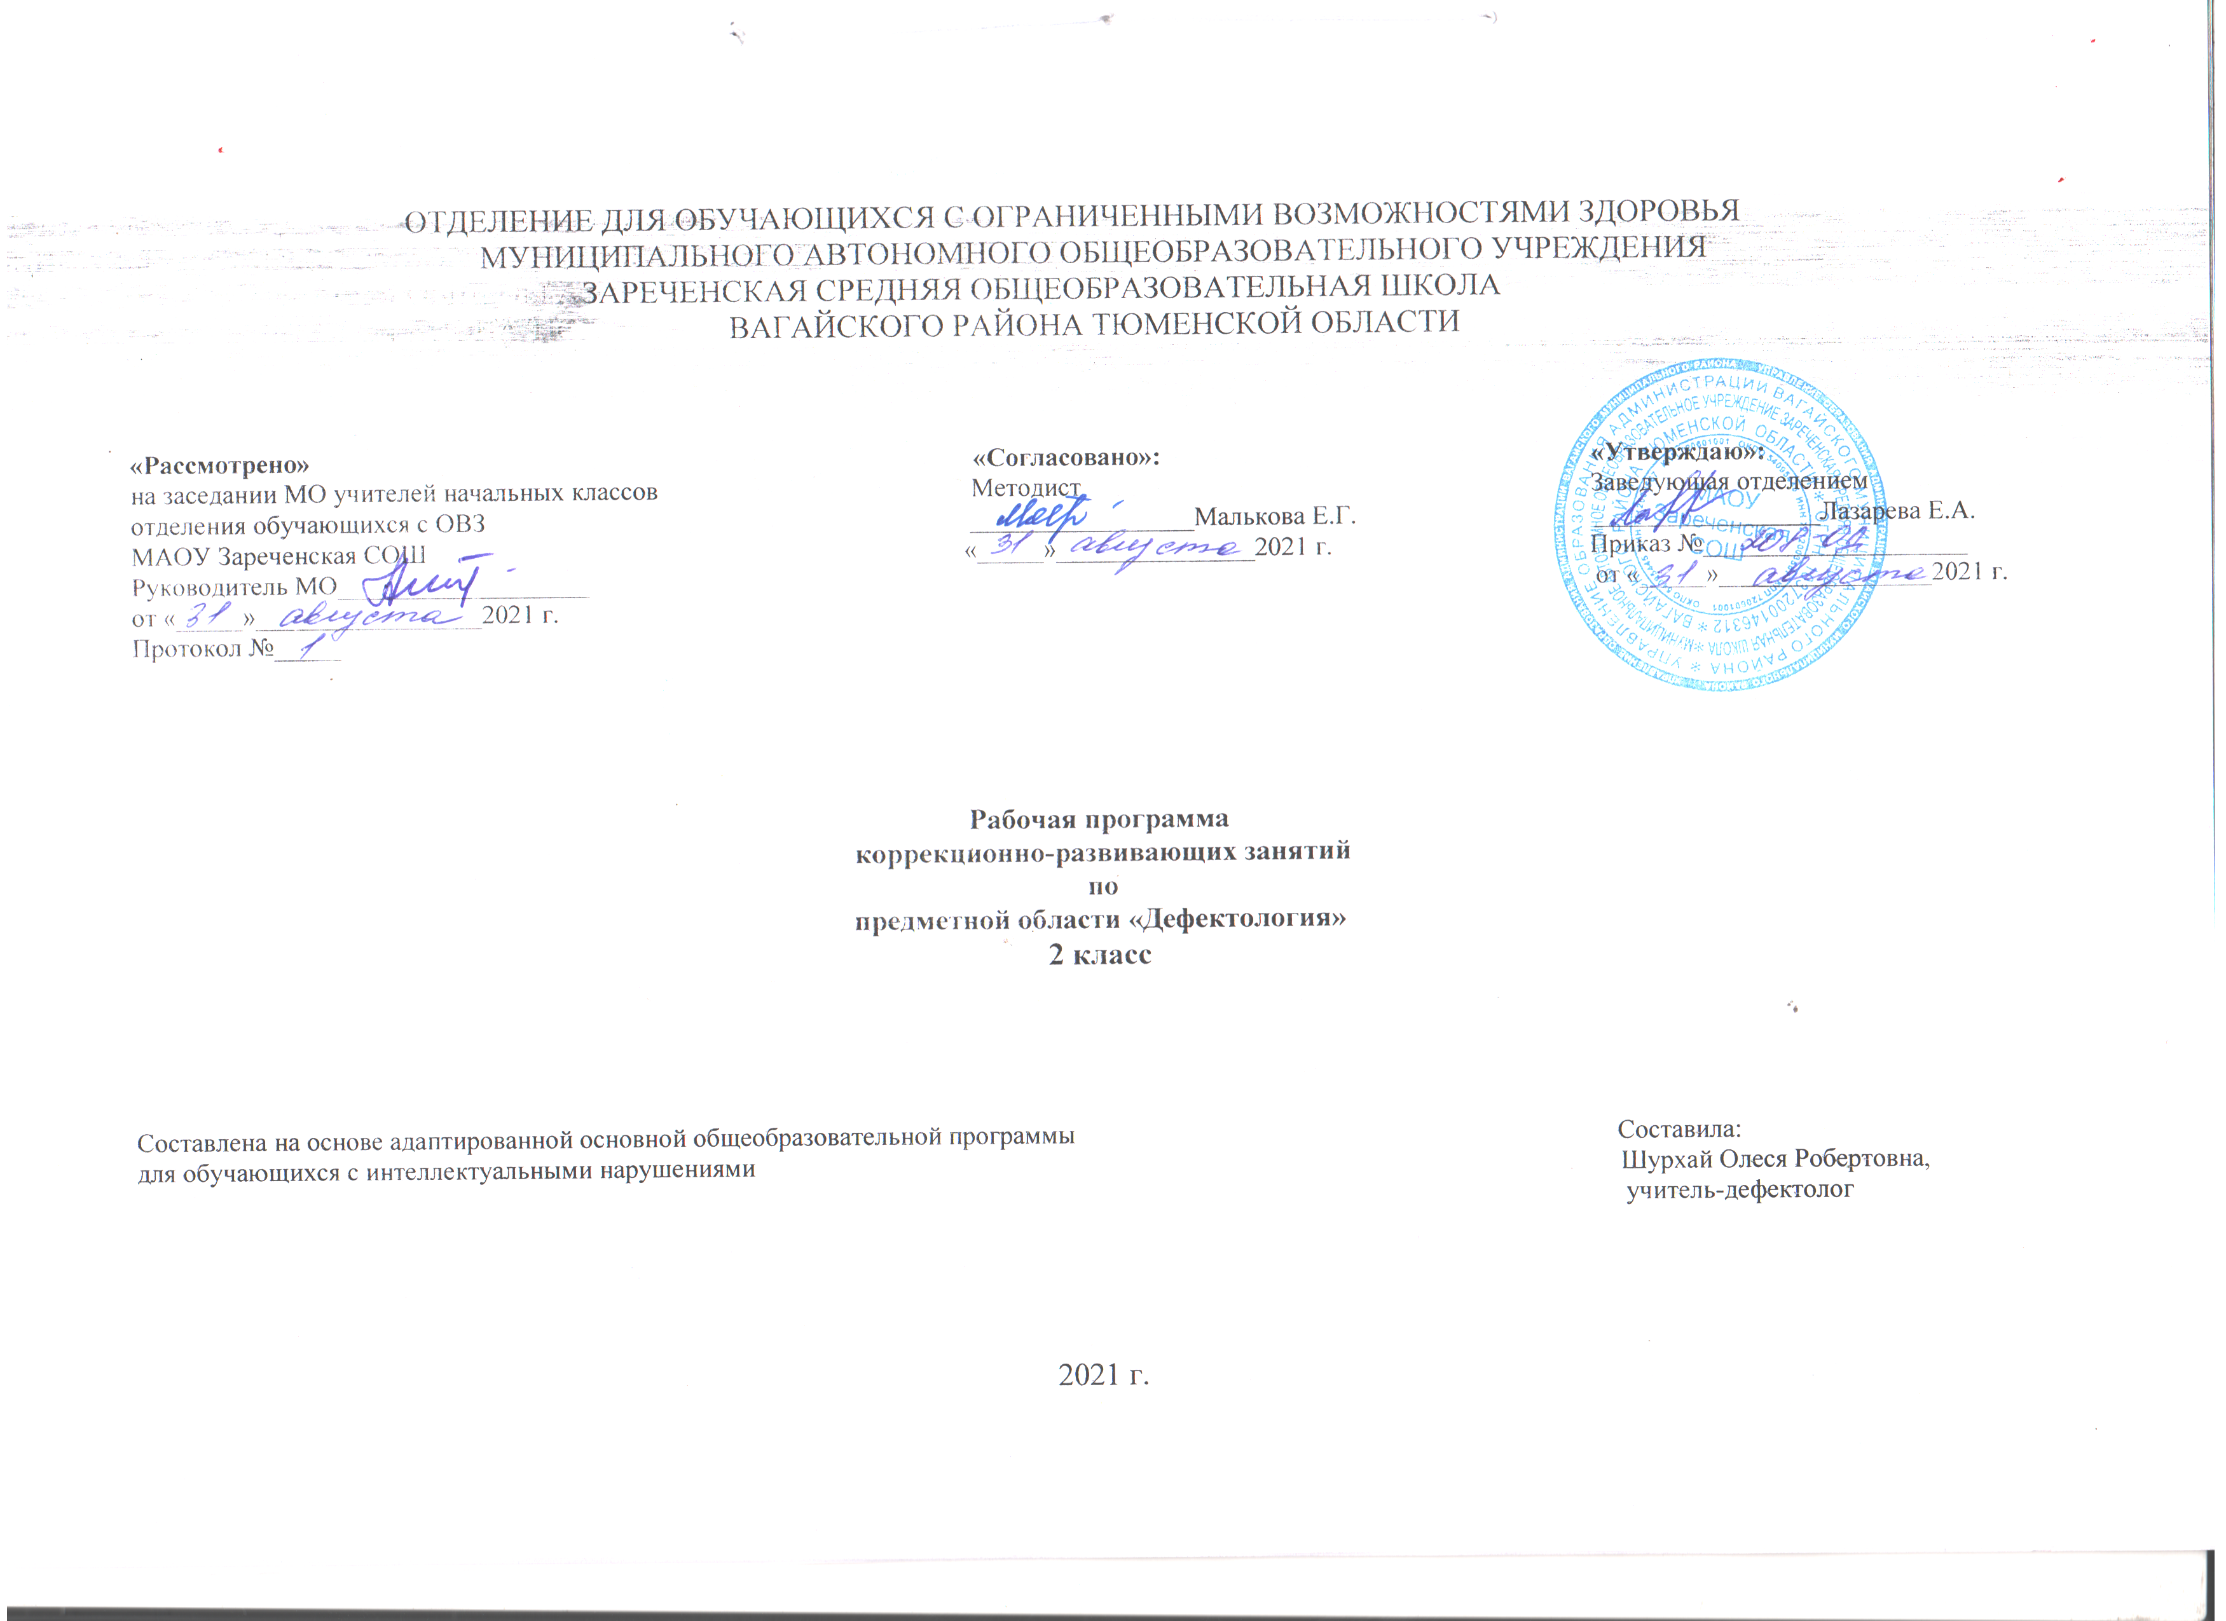 ОТДЕЛЕНИЕ ДЛЯ ОБУЧАЮЩИХСЯ С ОГРАНИЧЕННЫМИ ВОЗМОЖНОСТЯМИ ЗДОРОВЬЯ
МУНИЦИПАЛЬНОГО АВТОНОМНОГО ОБЩЕОБРАЗОВАТЕЛЬНОГО УЧРЕЖДЕНИЯ
ЗАРЕЧЕНСКАЯ СРЕДНЯЯ ОБЩЕОБРАЗОВАТЕЛЬНАЯ ШКОЛА
ВАГАЙСКОГО РАЙОНА ТЮМЕНСКОЙ ОБЛАСТИ
«Рассмотрено»
на заседании МО учителей начальных классов
отделения обучающихся с ОВЗ
МАОУ Зареченская СОШ
Руководитель МО
от « 31 » августа 2021 г.
Протокол № 1
«Согласовано»:
Методист
Малькова Е.Г.
« 31 » августа 2021 г.
«Утверждаю»:
Заведующая отделением
Лазарева Е.А.
Приказ №
от « 31 » августа 2021 г.
МАОУ
Зареченская
СОШ
Рабочая программа
коррекционно-развивающих занятий
по
предметной области «Дефектология»
2 класс
Составлена на основе адаптированной основной общеобразовательной программы
для обучающихся с интеллектуальными нарушениями
Составила:
Шурхай Олеся Робертовна,
учитель-дефектолог
2021 г.